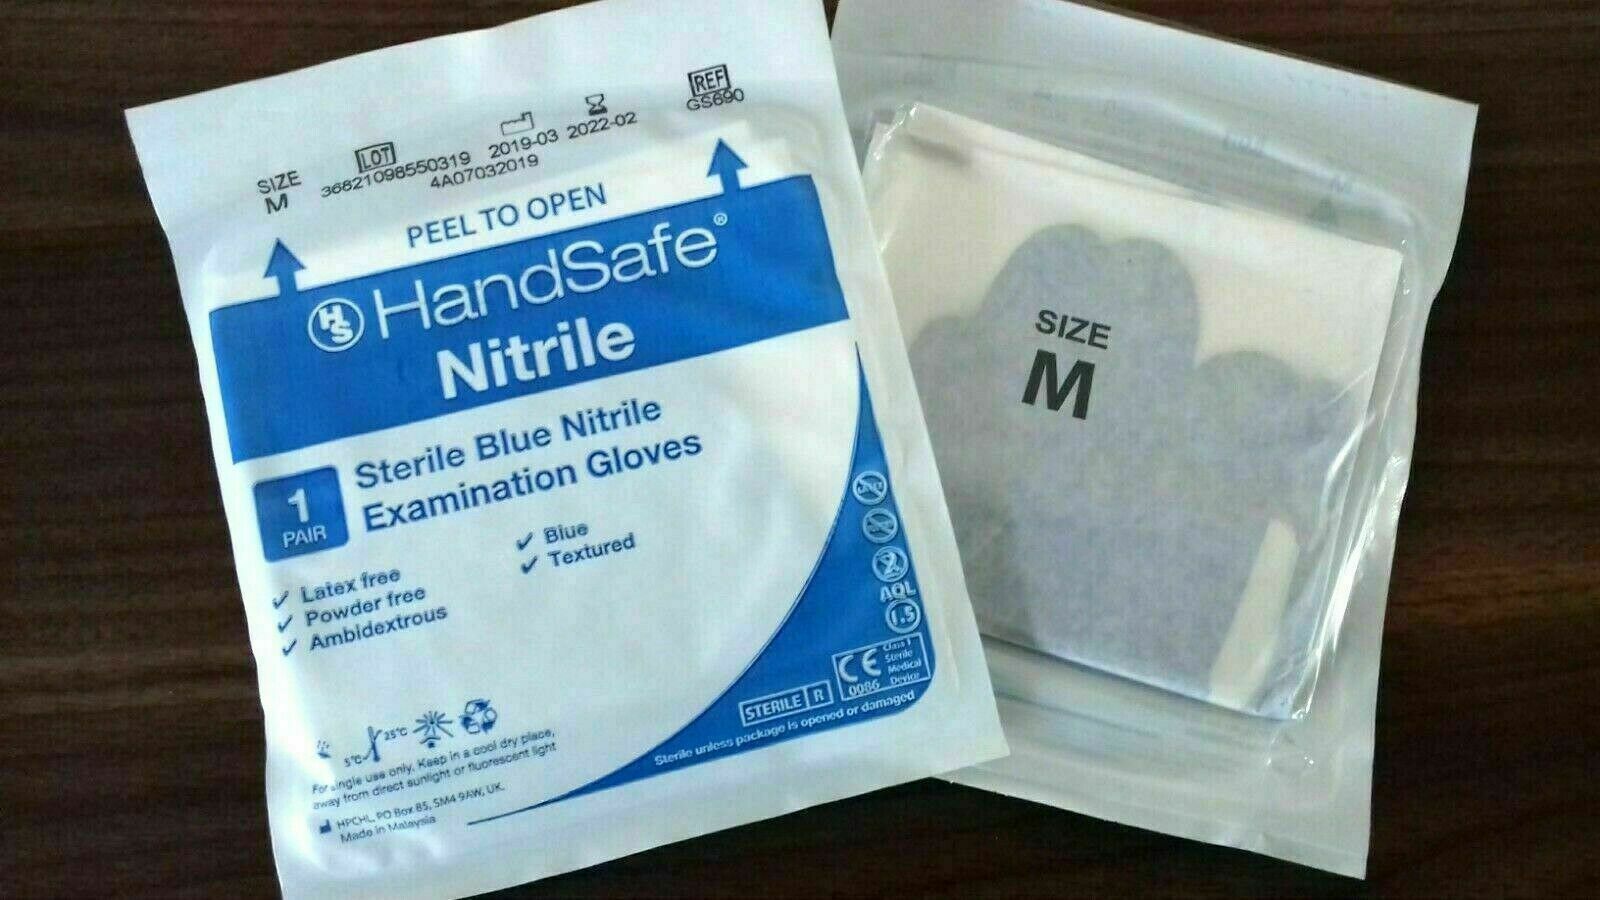 SIZE
M
LOT
36821098550319
4A07032019
2019-03
2022-02
REF
GS690
PEEL TO OPEN
HS HandSafe®
Nitrile
1
PAIR
Sterile Blue Nitrile
Examination Gloves
✓ Latex free
✓ Powder free
✓ Ambidextrous
✓ Blue
✓ Textured
LATEX
2
AQL
1.5
CE
0086
Class I
Sterile
Medical
Device
STERILE R
Sterile unless package is opened or damaged
5°C
25°C
For single use only. Keep in a cool dry place,
away from direct sunlight or fluorescent light
HPCHL, PO Box 85, SM4 9AW, UK.
Made in Malaysia
SIZE
M